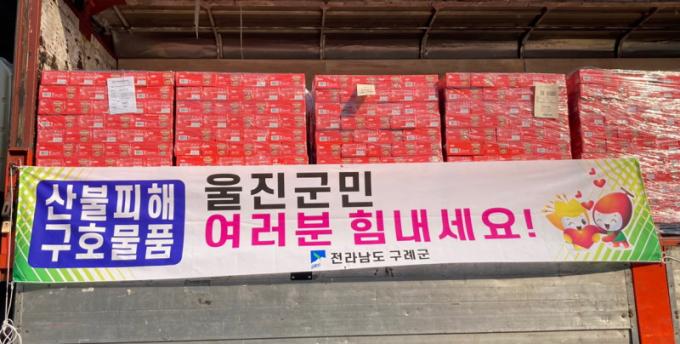 산불피해
구호물품
울진군민
여러분 힘내세요!
전라남도 구례군